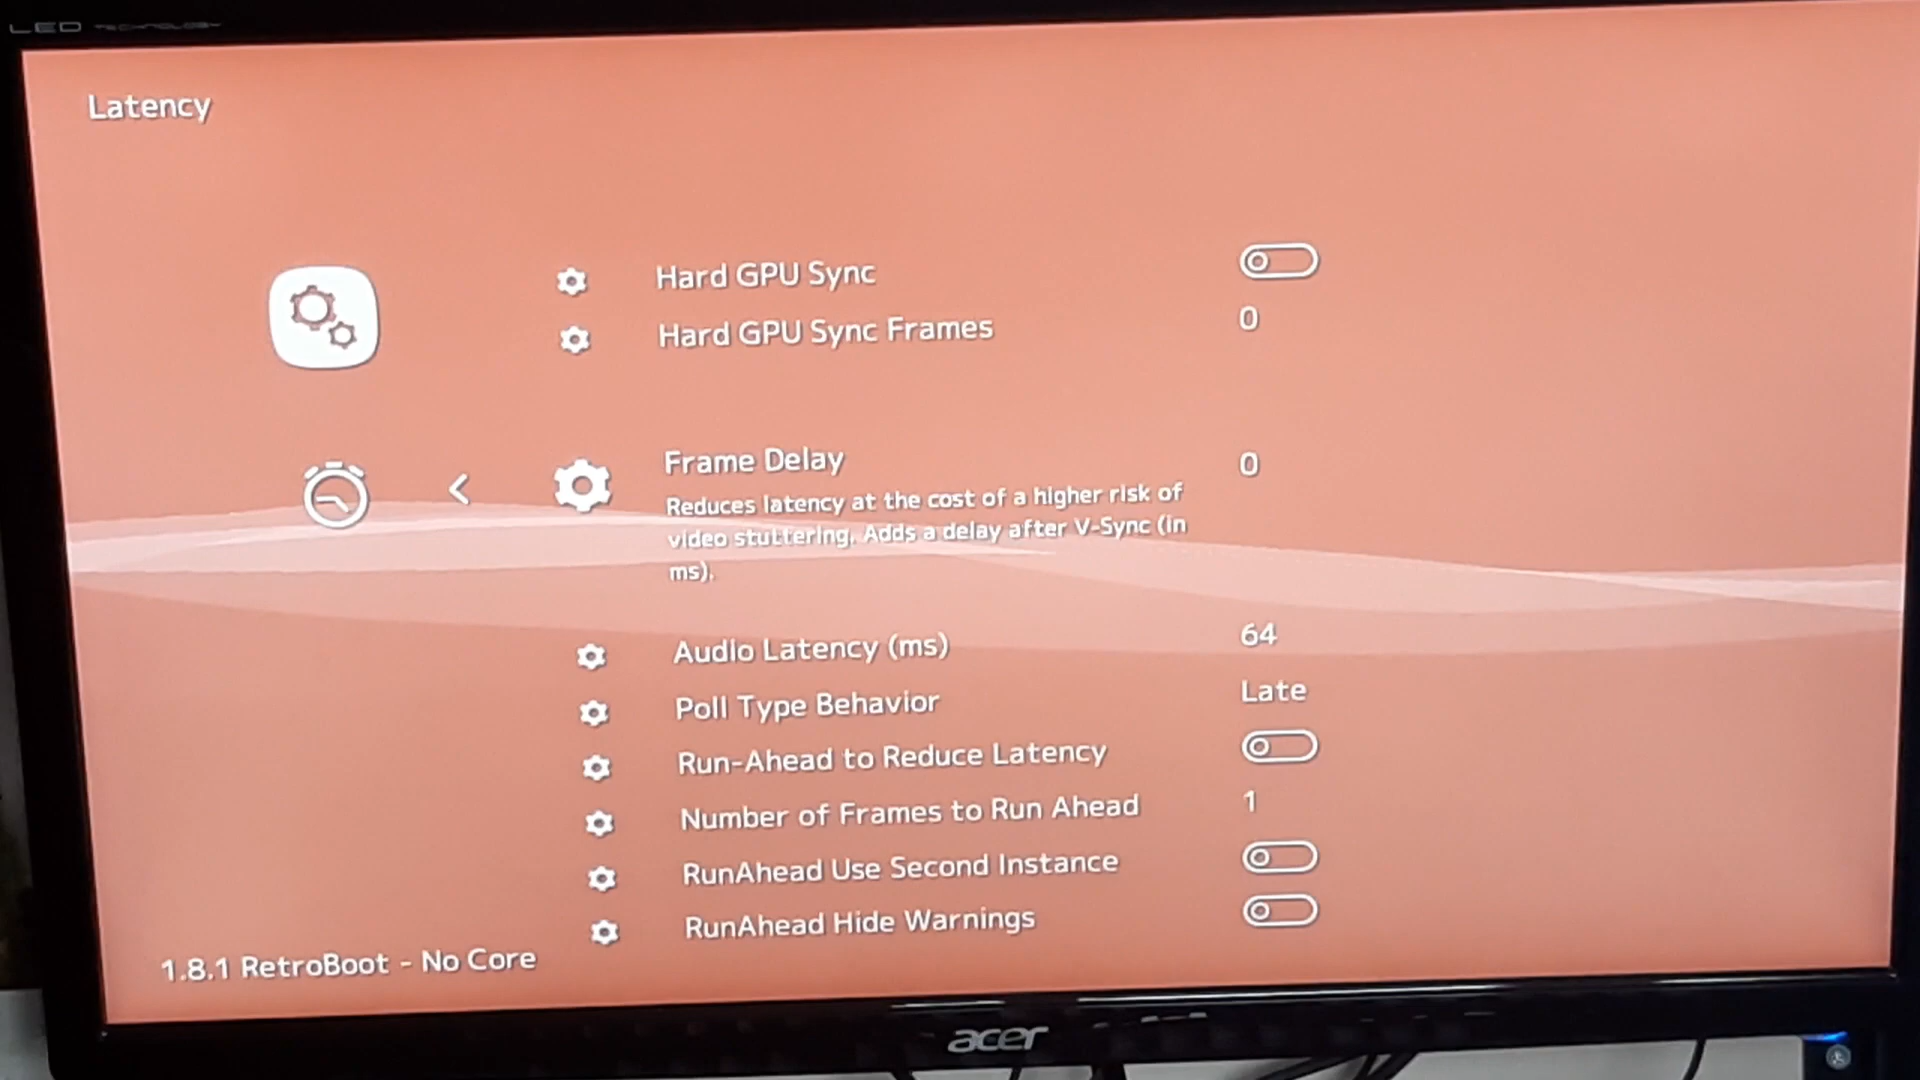 LED TECHNOLOGY
Latency
Hard GPU Sync
Hard GPU Sync Frames 0
Frame Delay 0
Reduces latency at the cost of a higher risk of
video stuttering. Adds a delay after V-Sync (in
ms).
Audio Latency (ms) 64
Poll Type Behavior Late
Run-Ahead to Reduce Latency
Number of Frames to Run Ahead 1
RunAhead Use Second Instance
RunAhead Hide Warnings
1.8.1 RetroBoot - No Core
acer